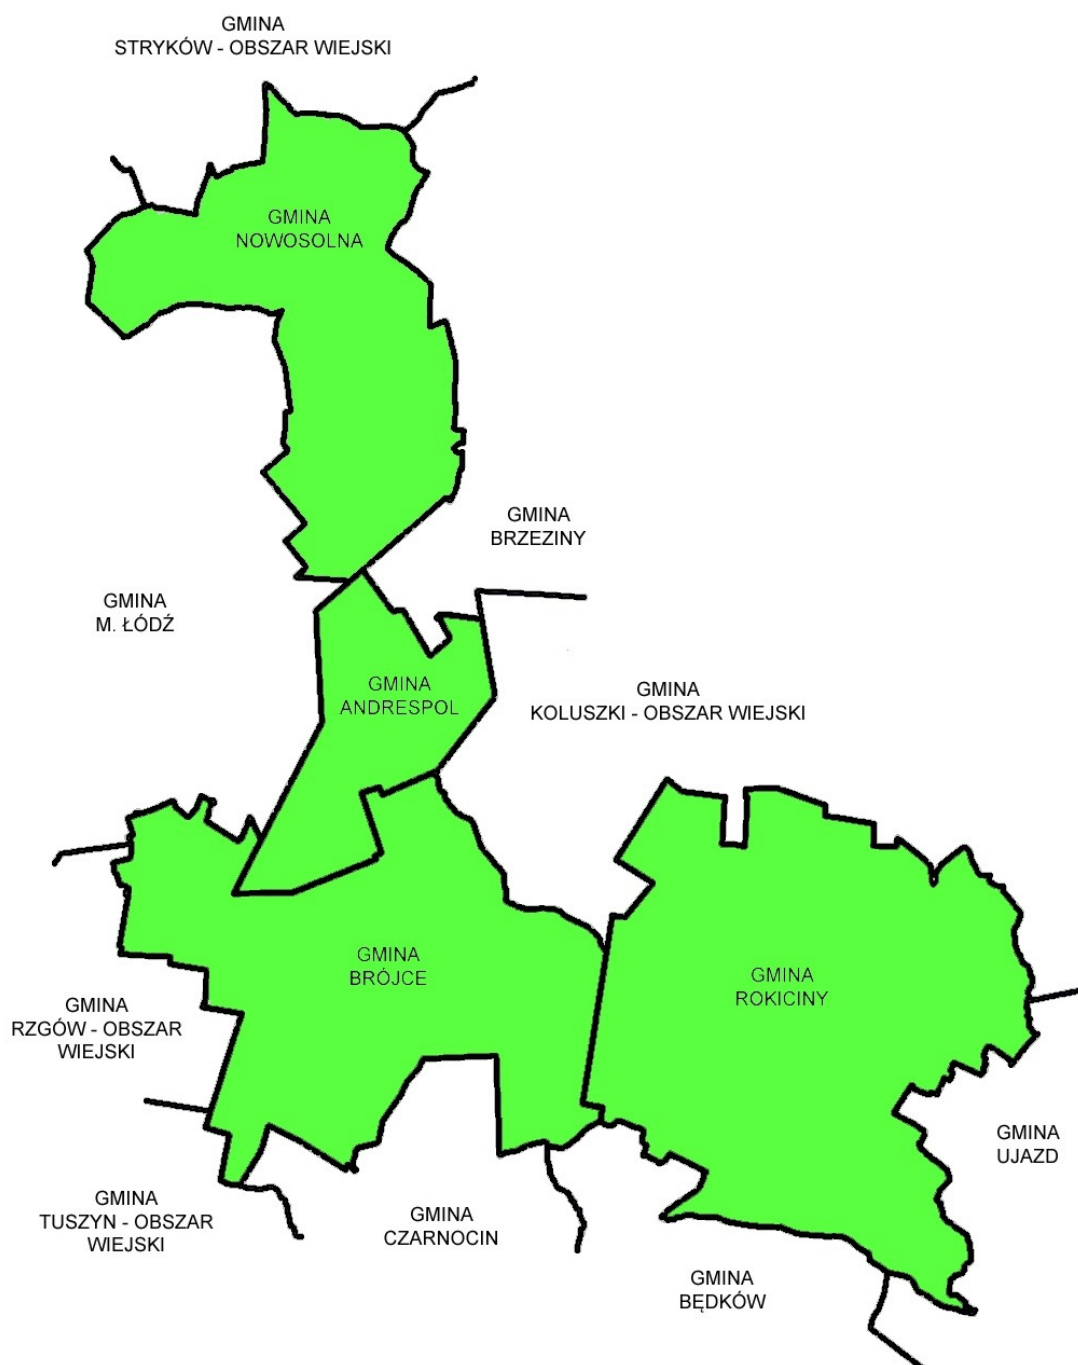 GMINA
STRYKÓW - OBSZAR WIEJSKI
GMINA
NOWOSOLNA
GMINA
BRZEZINY
GMINA
M. ŁÓDŹ
GMINA
ANDRESPOL
GMINA
KOLUSZKI - OBSZAR WIEJSKI
GMINA
BRÓJCE
GMINA
ROKICINY
GMINA
RZGÓW - OBSZAR
WIEJSKI
GMINA
UJAZD
GMINA
TUSZYN - OBSZAR
WIEJSKI
GMINA
CZARNOCIN
GMINA
BĘDKÓW